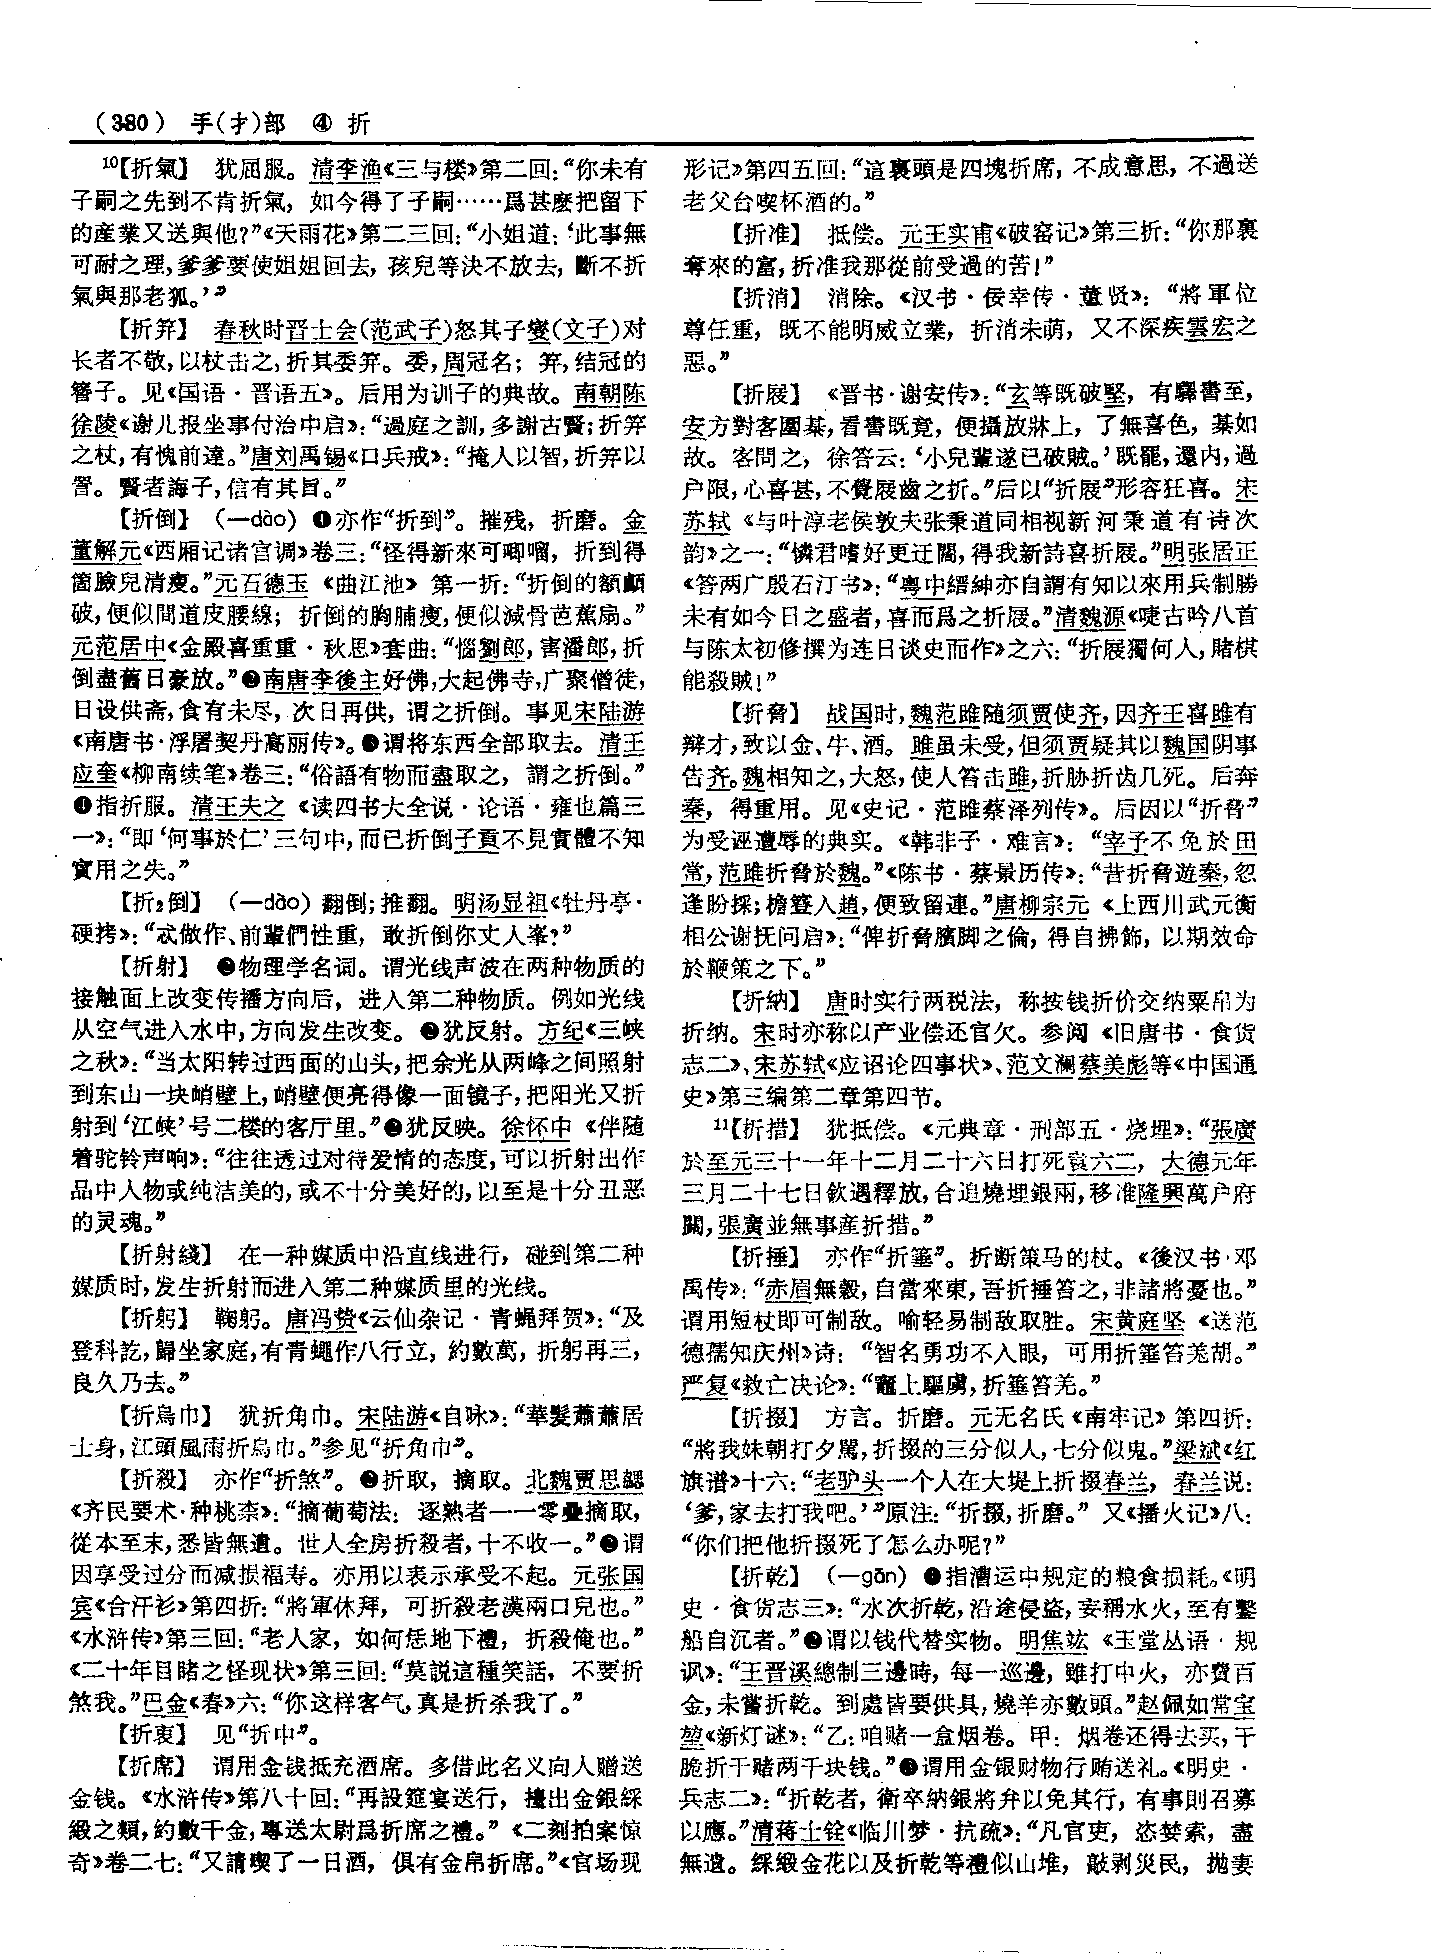 （380） 手(扌)部 ④ 折
10【折氣】 犹屈服。清李渔《三与楼》第二回：“你未有
子嗣之先到不肯折氣，如今得了子嗣……爲甚麽把留下
的産業又送與他？”《天雨花》第二三回：“小姐道：‘此事無
可耐之理，爹爹要使姐姐回去，孩兒等決不放去，斷不折
氣與那老狐。’”
【折笄】 春秋时晋士会(范武子)怒其子燮(文子)对
长者不敬，以杖击之，折其委笄。委，周冠名；笄，结冠的
簪子。见《国语·晋语五》。后用为训子的典故。南朝陈
徐陵《谢儿报坐事付治中启》：“過庭之訓，多謝古賢；折笄
之杖，有愧前達。”唐刘禹锡《口兵戒》：“掩人以智，折笄以
詈。賢者誨子，信有其旨。”
【折倒】（—dǎo）❶亦作“折到”。摧残，折磨。金
董解元《西厢记诸宫调》卷三：“怪得新來可唧𠺕，折到得
箇臉兒清瘦。”元石德玉《曲江池》第一折：“折倒的額顱
破，便似間道皮腰線；折倒的胸脯瘦，便似減骨芭蕉扇。”
元范居中《金殿喜重重·秋思》套曲：“惱劉郎，害潘郎，折
倒盡舊日豪放。”❷南唐李後主好佛，大起佛寺，广聚僧徒，
日设供斋，食有未尽，次日再供，谓之折倒。事见宋陆游
《南唐书·浮屠契丹高丽传》。❸谓将东西全部取去。清王
应奎《柳南续笔》卷三：“俗語有物而盡取之，謂之折倒。”
❹指折服。清王夫之《读四书大全说·论语·雍也篇三
一》：“即‘何事於仁’三句中，而已折倒子貢不見實體不知
實用之失。”
【折₂倒】（—dǎo）翻倒；推翻。明汤显祖《牡丹亭·
硬拷》：“忒做作、前輩們性重，敢折倒你丈人峯？”
【折射】 ❶物理学名词。谓光线声波在两种物质的
接触面上改变传播方向后，进入第二种物质。例如光线
从空气进入水中，方向发生改变。❷犹反射。方纪《三峡
之秋》：“当太阳转过西面的山头，把余光从两峰之间照射
到东山一块峭壁上，峭壁便亮得像一面镜子，把阳光又折
射到‘江峡’号二楼的客厅里。”❸犹反映。徐怀中《伴随
着驼铃声响》：“往往透过对待爱情的态度，可以折射出作
品中人物或纯洁美的，或不十分美好的，以至是十分丑恶
的灵魂。”
【折射綫】 在一种媒质中沿直线进行，碰到第二种
媒质时，发生折射而进入第二种媒质里的光线。
【折躬】 鞠躬。唐冯贽《云仙杂记·青蝇拜贺》：“及
登科訖，歸坐家庭，有青蠅作八行立，約數萬，折躬再三，
良久乃去。”
【折烏巾】 犹折角巾。宋陆游《自咏》：“華髮蕭蕭居
士身，江頭風雨折烏巾。”参见“折角巾”。
【折殺】 亦作“折煞”。❶折取，摘取。北魏贾思勰
《齐民要术·种桃柰》：“摘葡萄法：逐熟者一一零疊摘取，
從本至末，悉皆無遺。世人全房折殺者，十不收一。”❷谓
因享受过分而减损福寿。亦用以表示承受不起。元张国
宾《合汗衫》第四折：“將軍休拜，可折殺老漢兩口兒也。”
《水浒传》第三回：“老人家，如何恁地下禮，折殺俺也。”
《二十年目睹之怪现状》第三回：“莫説這種笑話，不要折
煞我。”巴金《春》六：“你这样客气，真是折杀我了。”
【折衷】 见“折中”。
【折席】 谓用金钱抵充酒席。多借此名义向人赠送
金钱。《水浒传》第八十回：“再設筵宴送行，擡出金銀綵
緞之類，約數千金，專送太尉爲折席之禮。”《二刻拍案惊
奇》卷二七：“又請喫了一日酒，俱有金帛折席。”《官场现
形记》第四五回：“這裏頭是四塊折席，不成意思，不過送
老父台喫杯酒的。”
【折准】 抵偿。元王实甫《破窑记》第三折：“你那裏
奪來的富，折准我那從前受過的苦！”
【折消】 消除。《汉书·佞幸传·董贤》：“將軍位
尊任重，既不能明威立業，折消未萌，又不深疾雲宏之
惡。”
【折屐】 《晋书·谢安传》：“玄等既破堅，有驛書至，
安方對客圍棊，看書既竟，便攝放牀上，了無喜色，棊如
故。客問之，徐答云：‘小兒輩遂已破賊。’既罷，還内，過
户限，心喜甚，不覺屐齒之折。”后以“折屐”形容狂喜。宋
苏轼《与叶淳老侯敦夫张秉道同相视新河秉道有诗次
韵》之一：“憐君嗜好更迂闊，得我新詩喜折屐。”明张居正
《答两广殷石汀书》：“粤中縉紳亦自謂有知以來用兵制勝
未有如今日之盛者，喜而爲之折屐。”清魏源《啑古吟八首
与陈太初修撰为连日谈史而作》之六：“折屐獨何人，賭棋
能殺賊！”
【折脅】 战国时，魏范雎随须贾使齐，因齐王喜雎有
辩才，致以金、牛、酒。雎虽未受，但须贾疑其以魏国阴事
告齐。魏相知之，大怒，使人笞击雎，折胁折齿几死。后奔
秦，得重用。见《史记·范雎蔡泽列传》。后因以“折脅”
为受诬遭辱的典实。《韩非子·难言》：“宰予不免於田
常，范雎折脅於魏。”《陈书·蔡景历传》：“昔折脅遊秦，忽
逢盼採；檐簦入趙，便致留連。”唐柳宗元《上西川武元衡
相公谢抚问启》：“俾折脅臏脚之倫，得自拂飾，以期效命
於鞭策之下。”
【折纳】 唐时实行两税法，称按钱折价交纳粟帛为
折纳。宋时亦称以产业偿还官欠。参阅《旧唐书·食货
志二》、宋苏轼《应诏论四事状》、范文澜蔡美彪等《中国通
史》第三编第二章第四节。
11【折措】 犹抵偿。《元典章·刑部五·烧埋》：“張廣
於至元三十一年十二月二十六日打死袁六二，大德元年
三月二十七日欽遇釋放，合追燒埋銀兩，移准隆興萬户府
關，張廣並無事産折措。”
【折捶】 亦作“折箠”。折断策马的杖。《後汉书·邓
禹传》：“赤眉無穀，自當來東，吾折捶笞之，非諸將憂也。”
谓用短杖即可制敌。喻轻易制敌取胜。宋黄庭坚《送范
德孺知庆州》诗：“智名勇功不入眼，可用折箠笞羌胡。”
严复《救亡决论》：“竈上驅虜，折箠笞羌。”
【折掇】 方言。折磨。元无名氏《南牢记》第四折：
“將我妹朝打夕駡，折掇的三分似人，七分似鬼。”梁斌《红
旗谱》十六：“老驴头一个人在大堤上折掇春兰，春兰说：
‘爹，家去打我吧。’”原注：“折掇，折磨。”又《播火记》八：
“你们把他折掇死了怎么办呢？”
【折乾】（—gān）❶指漕运中规定的粮食损耗。《明
史·食货志三》：“水次折乾，沿途侵盗，妄稱水火，至有鑿
船自沉者。”❷谓以钱代替实物。明焦竑《玉堂丛语·规
讽》：“王晋溪總制三邊時，每一巡邊，雖打中火，亦費百
金，未嘗折乾。到處皆要供具，燒羊亦數頭。”赵佩如常宝
堃《新灯谜》：“乙：咱赌一盒烟卷。甲：烟卷还得去买，干
脆折干赌两千块钱。”❸谓用金银财物行贿送礼。《明史·
兵志二》：“折乾者，衛卒納銀將弁以免其行，有事則召募
以應。”清蒋士铨《临川梦·抗疏》：“凡官吏，恣婪索，盡
無遺。綵緞金花以及折乾等禮似山堆，敲剥災民，抛妻